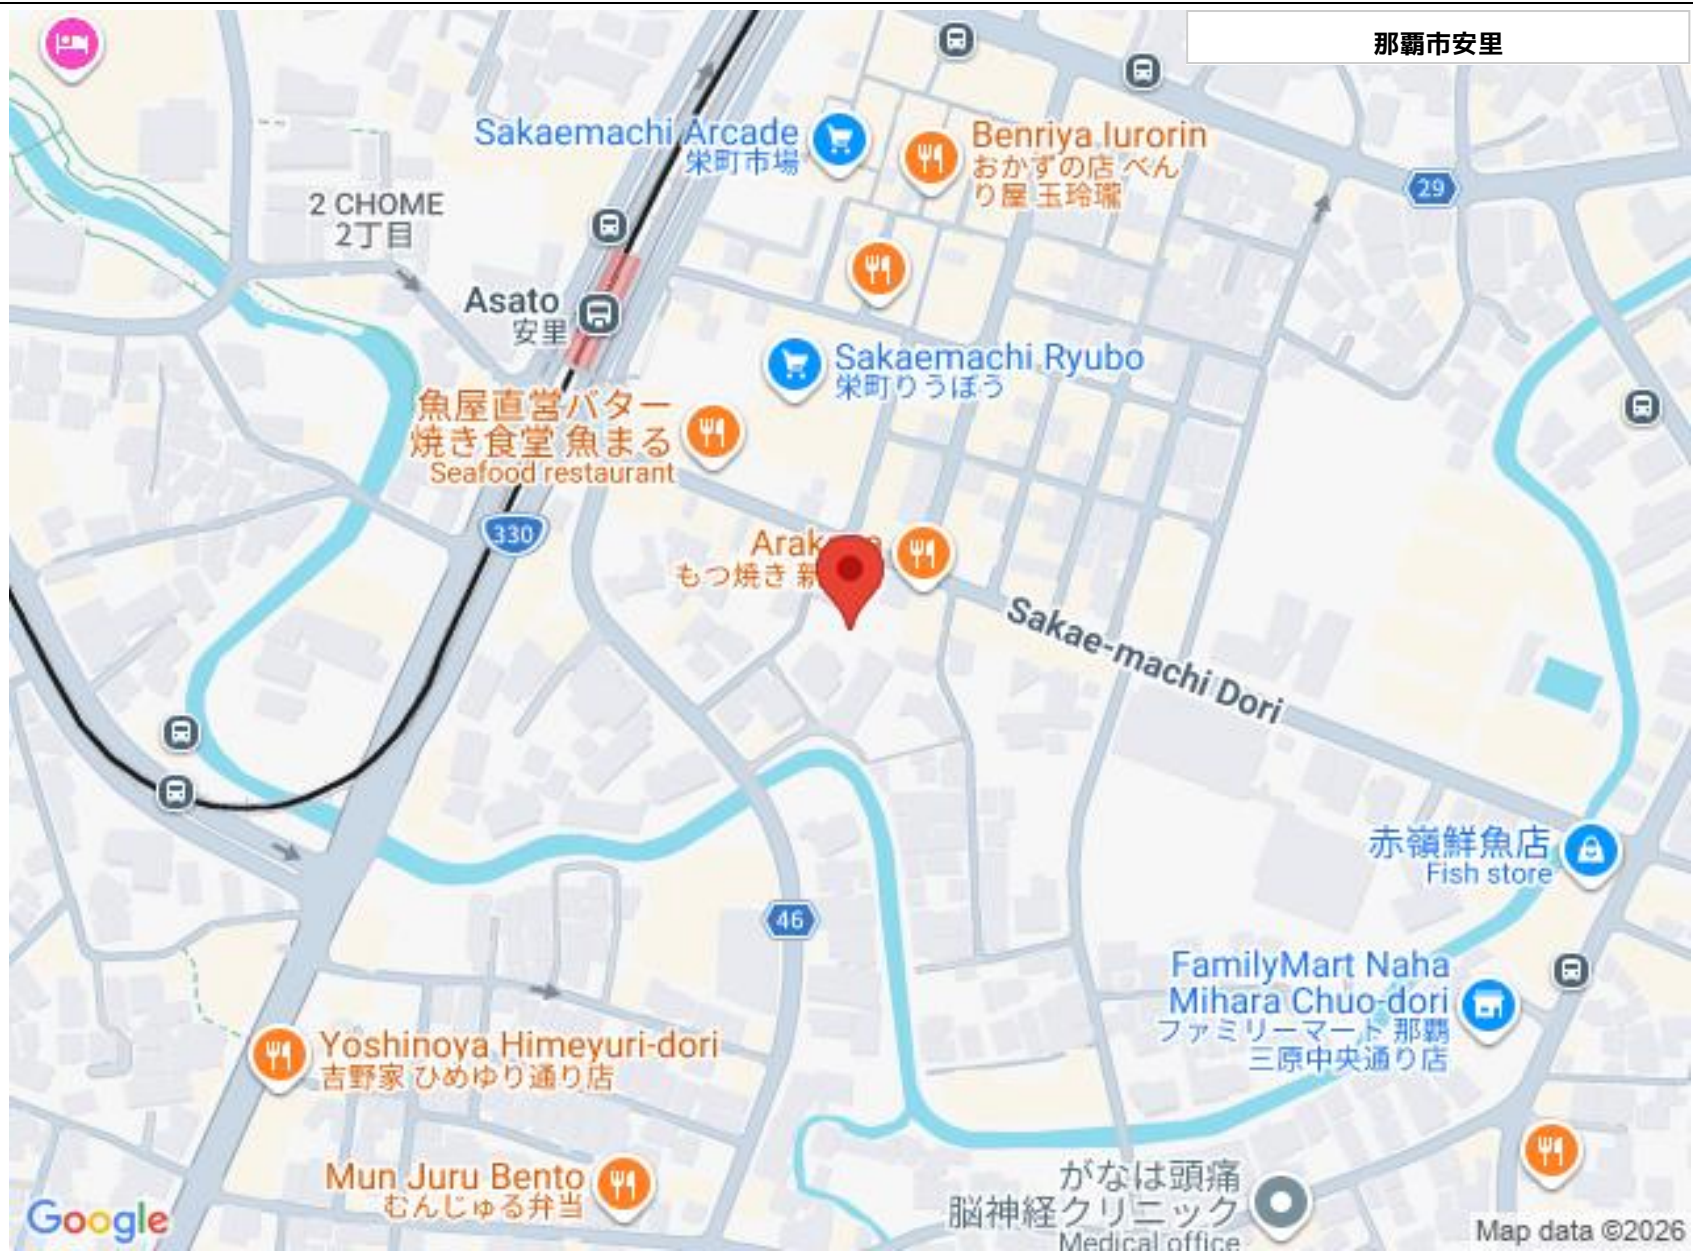 那覇市安里
Sakaemachi Arcade
栄町市場
Benriya Iurorin
おかずの店 べん
り屋 玉玲瓏
29
2 CHOME
2丁目
Asato
安里
Sakaemachi Ryubo
栄町りうぼう
魚屋直営バター
焼き食堂 魚まる
Seafood restaurant
330
もつ焼き
Sakae-machi Dori
赤嶺鮮魚店
Fish store
46
FamilyMart Naha
Mihara Chuo-dori
ファミリーマート 那覇
三原中央通り店
Yoshinoya Himeyuri-dori
吉野家 ひめゆり通り店
Mun Juru Bento
むんじゅる弁当
がなは頭痛
脳神経クリニック
Medical office
Google
Map data ©2026